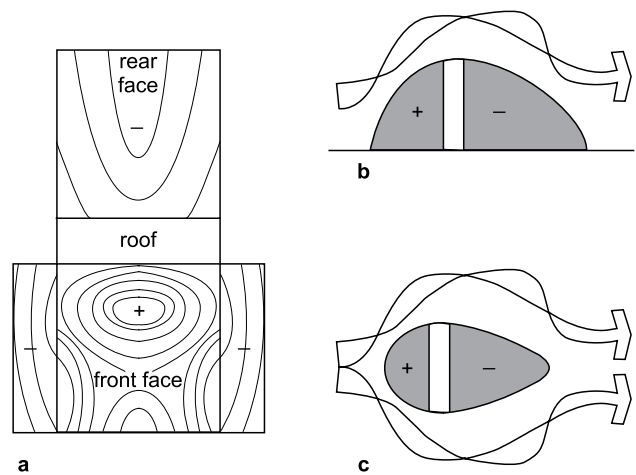 rear
face
–
roof
+
–
–
front face
a
+
–
b
+
–
c